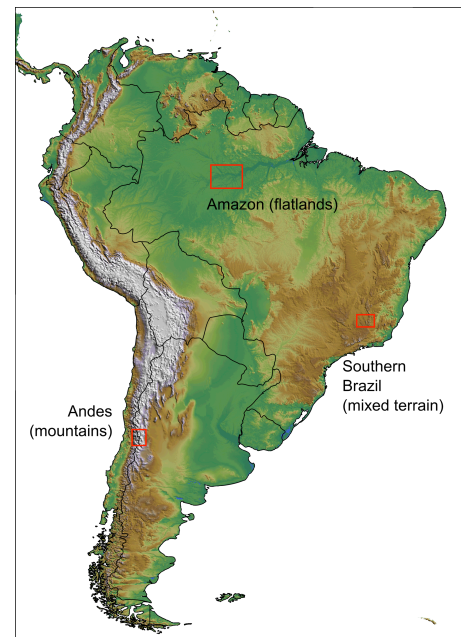 Amazon (flatlands)
Southern
Brazil
(mixed terrain)
Andes
(mountains)